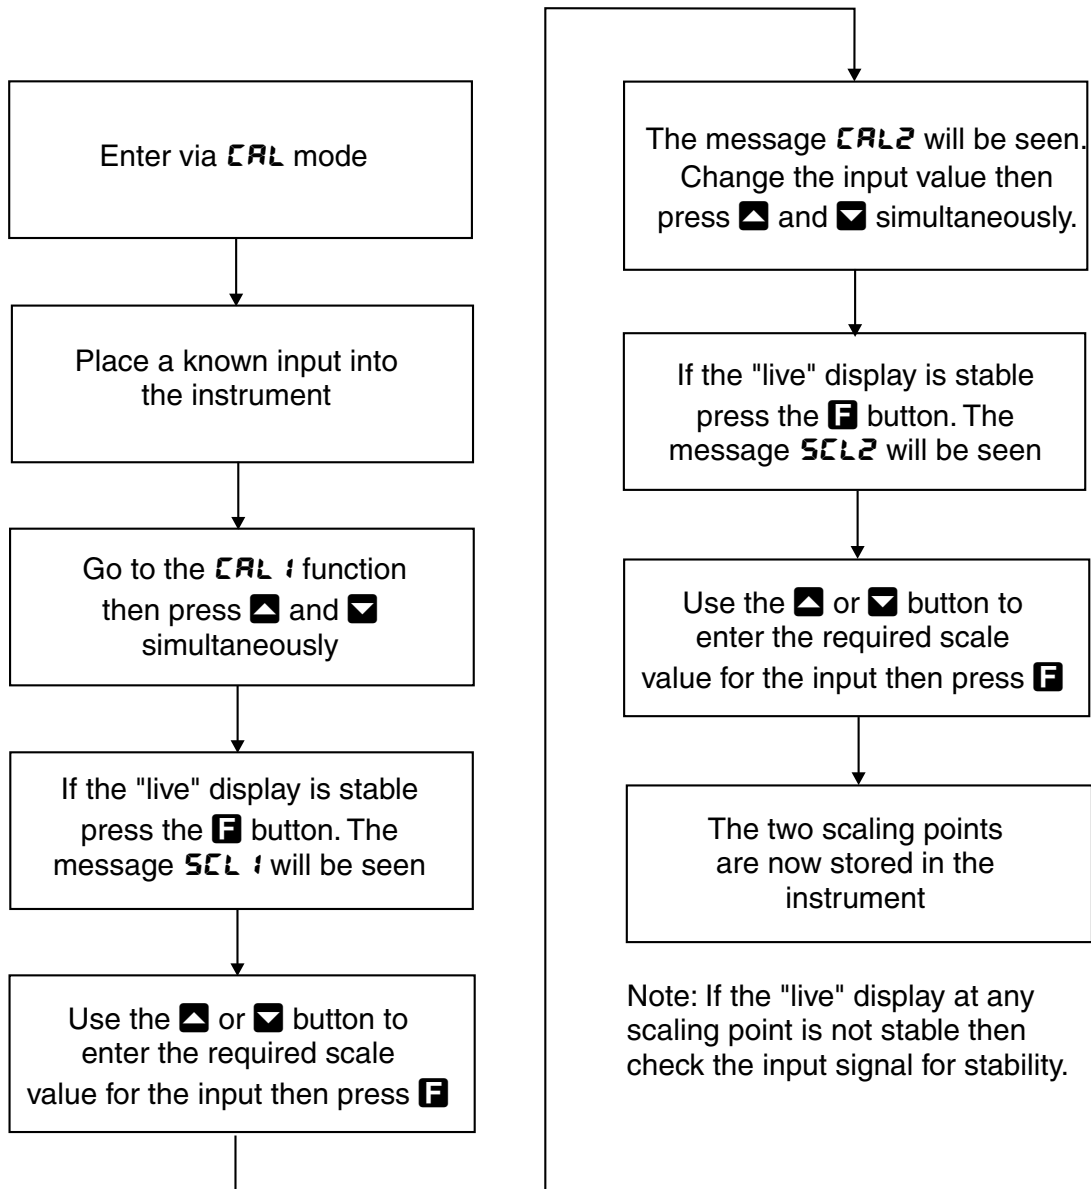 Enter via CAL mode
Place a known input into
the instrument
Go to the CAL 1 function
then press ▲ and ▼
simultaneously
If the "live" display is stable
press the F button. The
message SCL 1 will be seen
Use the ▲ or ▼ button to
enter the required scale
value for the input then press F
The message CAL2 will be seen.
Change the input value then
press ▲ and ▼ simultaneously.
If the "live" display is stable
press the F button. The
message SCL2 will be seen
Use the ▲ or ▼ button to
enter the required scale
value for the input then press F
The two scaling points
are now stored in the
instrument
Note: If the "live" display at any
scaling point is not stable then
check the input signal for stability.